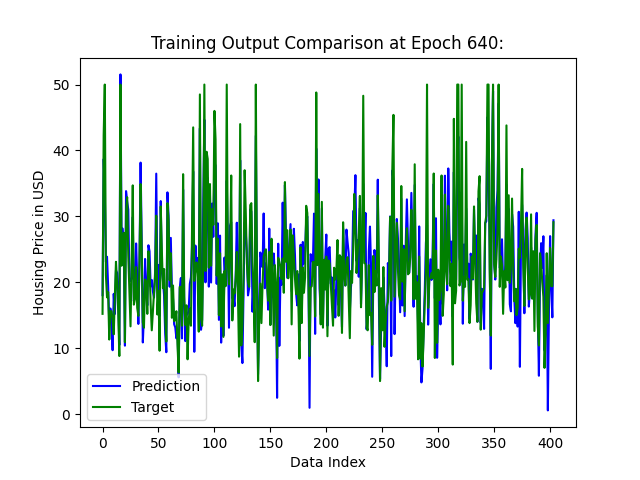 Training Output Comparison at Epoch 640:
Housing Price in USD
50
40
30
20
10
0
Prediction
Target
0 50 100 150 200 250 300 350 400
Data Index